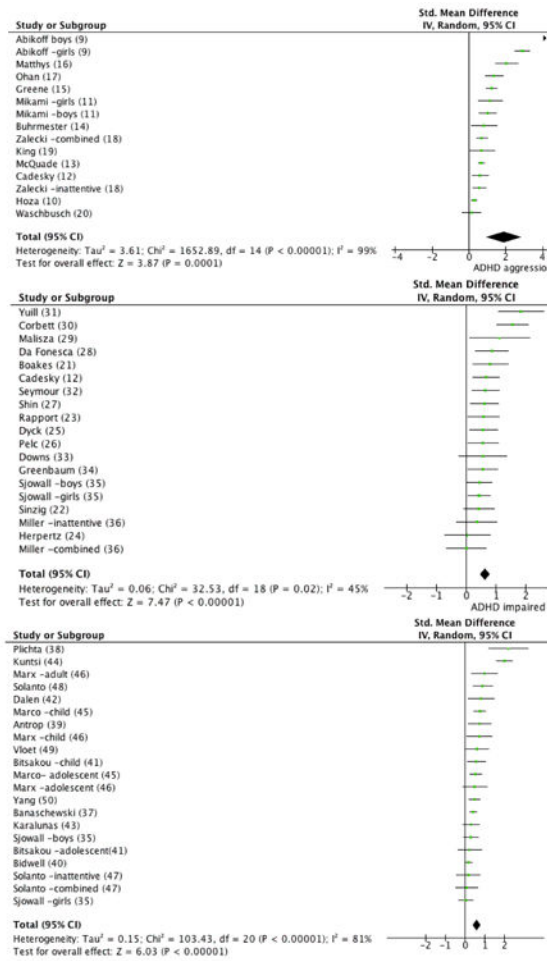 Std. Mean Difference
Study or Subgroup IV, Random, 95% CI
Abikoff boys (9)
Abikoff -girls (9)
Matthys (16)
Ohan (17)
Greene (15)
Mikami -girls (11)
Mikami -boys (11)
Buhrmester (14)
Zalecki -combined (18)
King (19)
McQuade (13)
Cadesky (12)
Zalecki -inattentive (18)
Hoza (10)
Waschbusch (20)
Total (95% CI)
Heterogeneity: Tau² = 3.61; Chi² = 1652.89, df = 14 (P < 0.00001); I² = 99%
Test for overall effect: Z = 3.87 (P = 0.0001)
-4 -2 0 2 4
ADHD aggressio
Std. Mean Difference
Study or Subgroup IV, Random, 95% CI
Yuill (31)
Corbett (30)
Malisza (29)
Da Fonesca (28)
Boakes (21)
Cadesky (12)
Seymour (32)
Shin (27)
Rapport (23)
Dyck (25)
Pelc (26)
Downs (33)
Greenbaum (34)
Sjowall -boys (35)
Sjowall -girls (35)
Sinzig (22)
Miller -inattentive (36)
Herpertz (24)
Miller -combined (36)
Total (95% CI)
Heterogeneity: Tau² = 0.06; Chi² = 32.53, df = 18 (P = 0.02); I² = 45%
Test for overall effect: Z = 7.47 (P < 0.00001)
-2 -1 0 1 2
ADHD impaired
Std. Mean Difference
Study or Subgroup IV, Random, 95% CI
Plichta (38)
Kuntsi (44)
Marx -adult (46)
Solanto (48)
Dalen (42)
Marco -child (45)
Antrop (39)
Marx -child (46)
Vloet (49)
Bitsakou -child (41)
Marco- adolescent (45)
Marx -adolescent (46)
Yang (50)
Banaschewski (37)
Karalunas (43)
Sjowall -boys (35)
Bitsakou -adolescent(41)
Bidwell (40)
Solanto -inattentive (47)
Solanto -combined (47)
Sjowall -girls (35)
Total (95% CI)
Heterogeneity: Tau² = 0.15; Chi² = 103.43, df = 20 (P < 0.00001); I² = 81%
Test for overall effect: Z = 6.03 (P < 0.00001)
-2 -1 0 1 2